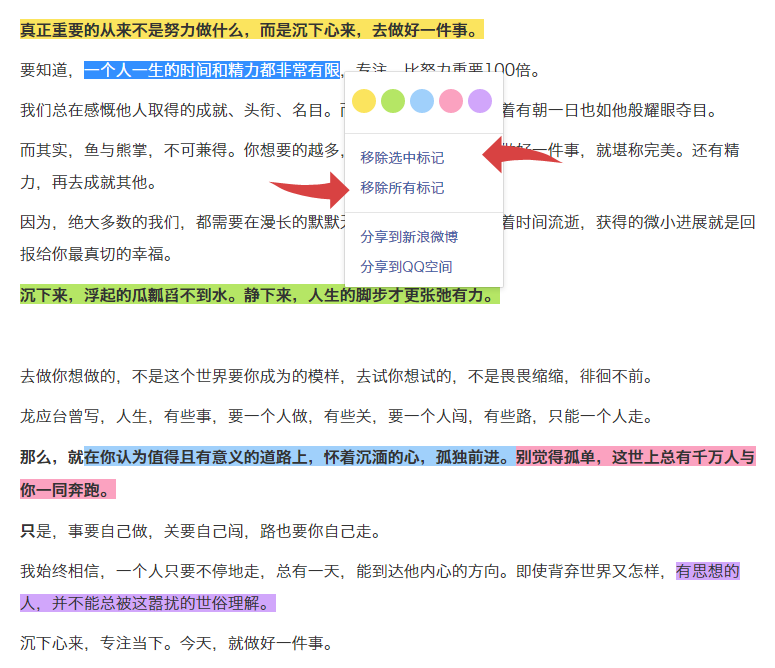 真正重要的从来不是努力做什么，而是沉下心来，去做好一件事。
要知道，一个人一生的时间和精力都非常有限，专注，比努力重要100倍。
我们总在感慨他人取得的成就、头衔、名目。而 着有朝一日也如他般耀眼夺目。
而其实，鱼与熊掌，不可兼得。你想要的越多， 做好一件事，就堪称完美。还有精
移除选中标记
力，再去成就其他。
移除所有标记
因为，绝大多数的我们，都需要在漫长的默默无 着时间流逝，获得的微小进展就是回
分享到新浪微博
报给你最真切的幸福。
分享到QQ空间
沉下来，浮起的瓜瓢舀不到水。静下来，人生的脚步才更张弛有力。
去做你想做的，不是这个世界要你成为的模样，去试你想试的，不是畏畏缩缩，徘徊不前。
龙应台曾写，人生，有些事，要一个人做，有些关，要一个人闯，有些路，只能一个人走。
那么，就在你认为值得且有意义的道路上，怀着沉湎的心，孤独前进。别觉得孤单，这世上总有千万人与
你一同奔跑。
只是，事要自己做，关要自己闯，路也要你自己走。
我始终相信，一个人只要不停地走，总有一天，能到达他内心的方向。即使背弃世界又怎样，有思想的
人，并不能总被这嚣扰的世俗理解。
沉下心来，专注当下。今天，就做好一件事。